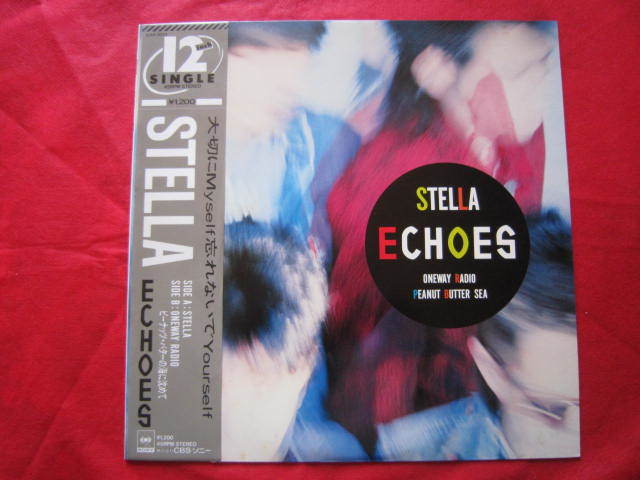 12 inch
SINGLE
45RPM STEREO
¥1,200
STELLA
ECHOES
大切にMyself忘れないでYourself
SIDE A: STELLA
SIDE B: ONEWAY RADIO
ピーナッツ・バターの海に沈めて
¥1,200
45RPM STEREO
CBSソニー
SONY
STELLA
ECHOES
ONEWAY RADIO
PEANUT BUTTER SEA